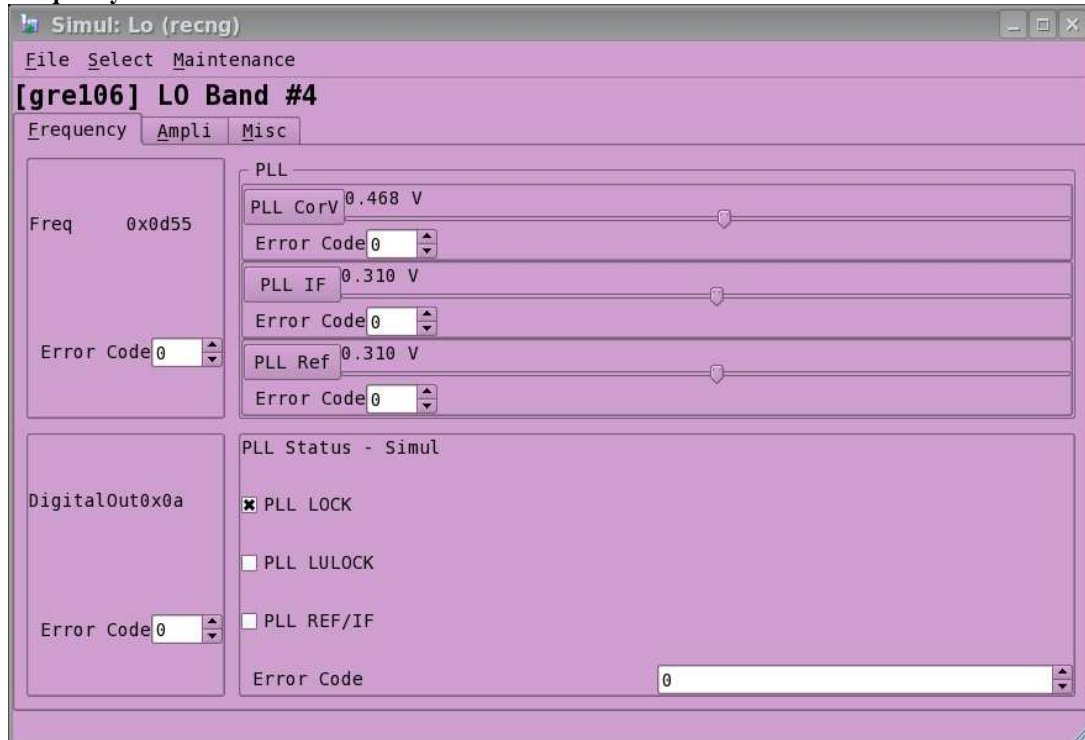 Simul: Lo (recng)
File Select Maintenance
[gre106] LO Band #4
Frequency Ampli Misc
PLL
PLL CorV 0.468 V
Freq 0x0d55
Error Code 0
PLL IF 0.310 V
Error Code 0
Error Code 0
PLL Ref 0.310 V
Error Code 0
PLL Status - Simul
DigitalOut0x0a
PLL LOCK
PLL LULOCK
PLL REF/IF
Error Code 0
Error Code 0